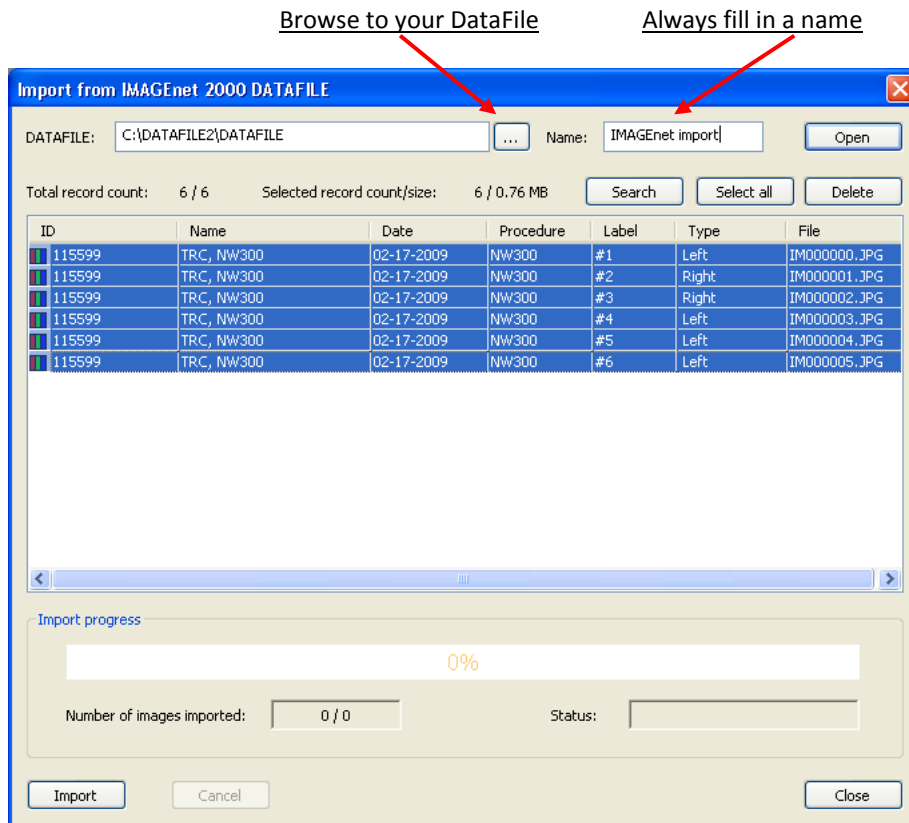 Browse to your DataFile Always fill in a name
Import from IMAGEnet 2000 DATAFILE
DATAFILE: C:\DATAFILE2\DATAFILE ... Name: IMAGEnet import Open
Total record count: 6 / 6 Selected record count/size: 6 / 0.76 MB Search Select all Delete
ID Name Date Procedure Label Type File
115599 TRC, NW300 02-17-2009 NW300 #1 Left IM000000.JPG
115599 TRC, NW300 02-17-2009 NW300 #2 Right IM000001.JPG
115599 TRC, NW300 02-17-2009 NW300 #3 Right IM000002.JPG
115599 TRC, NW300 02-17-2009 NW300 #4 Left IM000003.JPG
115599 TRC, NW300 02-17-2009 NW300 #5 Left IM000004.JPG
115599 TRC, NW300 02-17-2009 NW300 #6 Left IM000005.JPG
Import progress
0%
Number of images imported: 0 / 0 Status:
Import Cancel Close